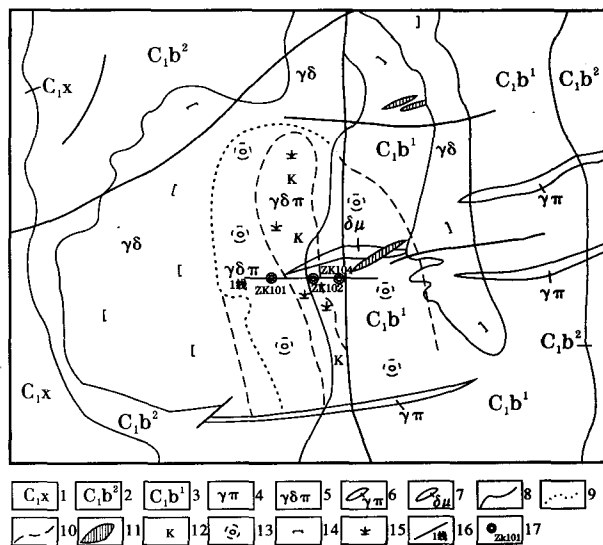 C₁x
C₁b²
γδ
]
C₁b¹
C₁b²
K
C₁b¹
γδ
γδπ
γπ
K
γδ
δμ
γδπ
1线
ZK101
ZK102
ZK104
C₁b¹
γπ
C₁b²
C₁x
C₁b²
K
γπ
C₁b¹
C₁x 1 C₁b² 2 C₁b¹ 3 γπ 4 γδπ 5 γπ 6 δμ 7 8 9
10 11 K 12 13 14 15 1线 16 Zk101 17